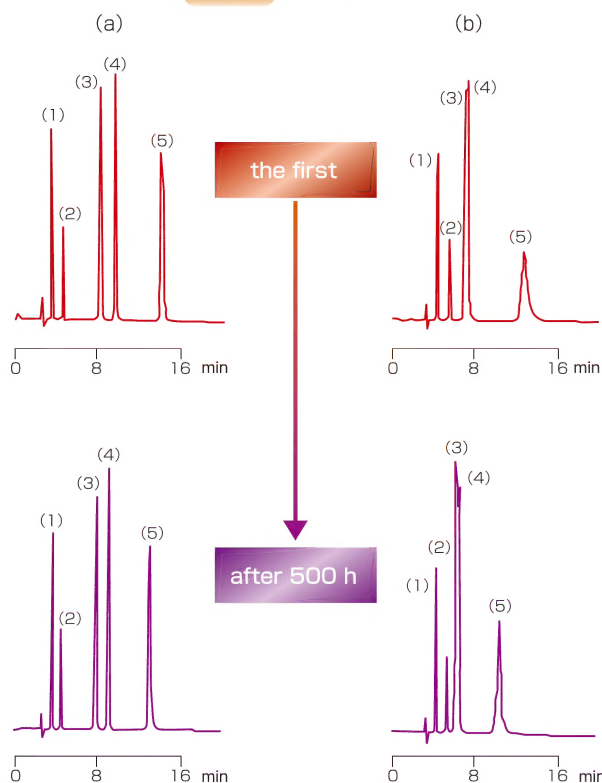 (a)
(b)
(1)
(2)
(3)
(4)
(5)
0 8 16 min
the first
(1)
(2)
(3)
(4)
(5)
0 8 16 min
(1)
(2)
(3)
(4)
(5)
0 8 16 min
after 500 h
(1)
(2)
(3)
(4)
(5)
0 8 16 min